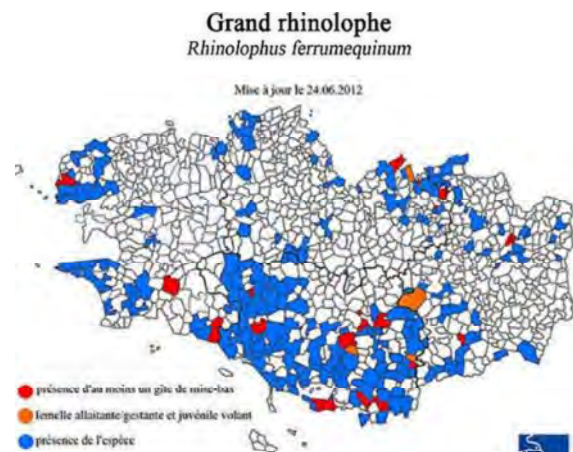 Grand rhinolophe
Rhinolophus ferrumequinum
Mise à jour le 24.06.2012
présence d'au moins un gîte de mise-bas
femelle allaitante/gestante et juvénile volant
présence de l'espèce